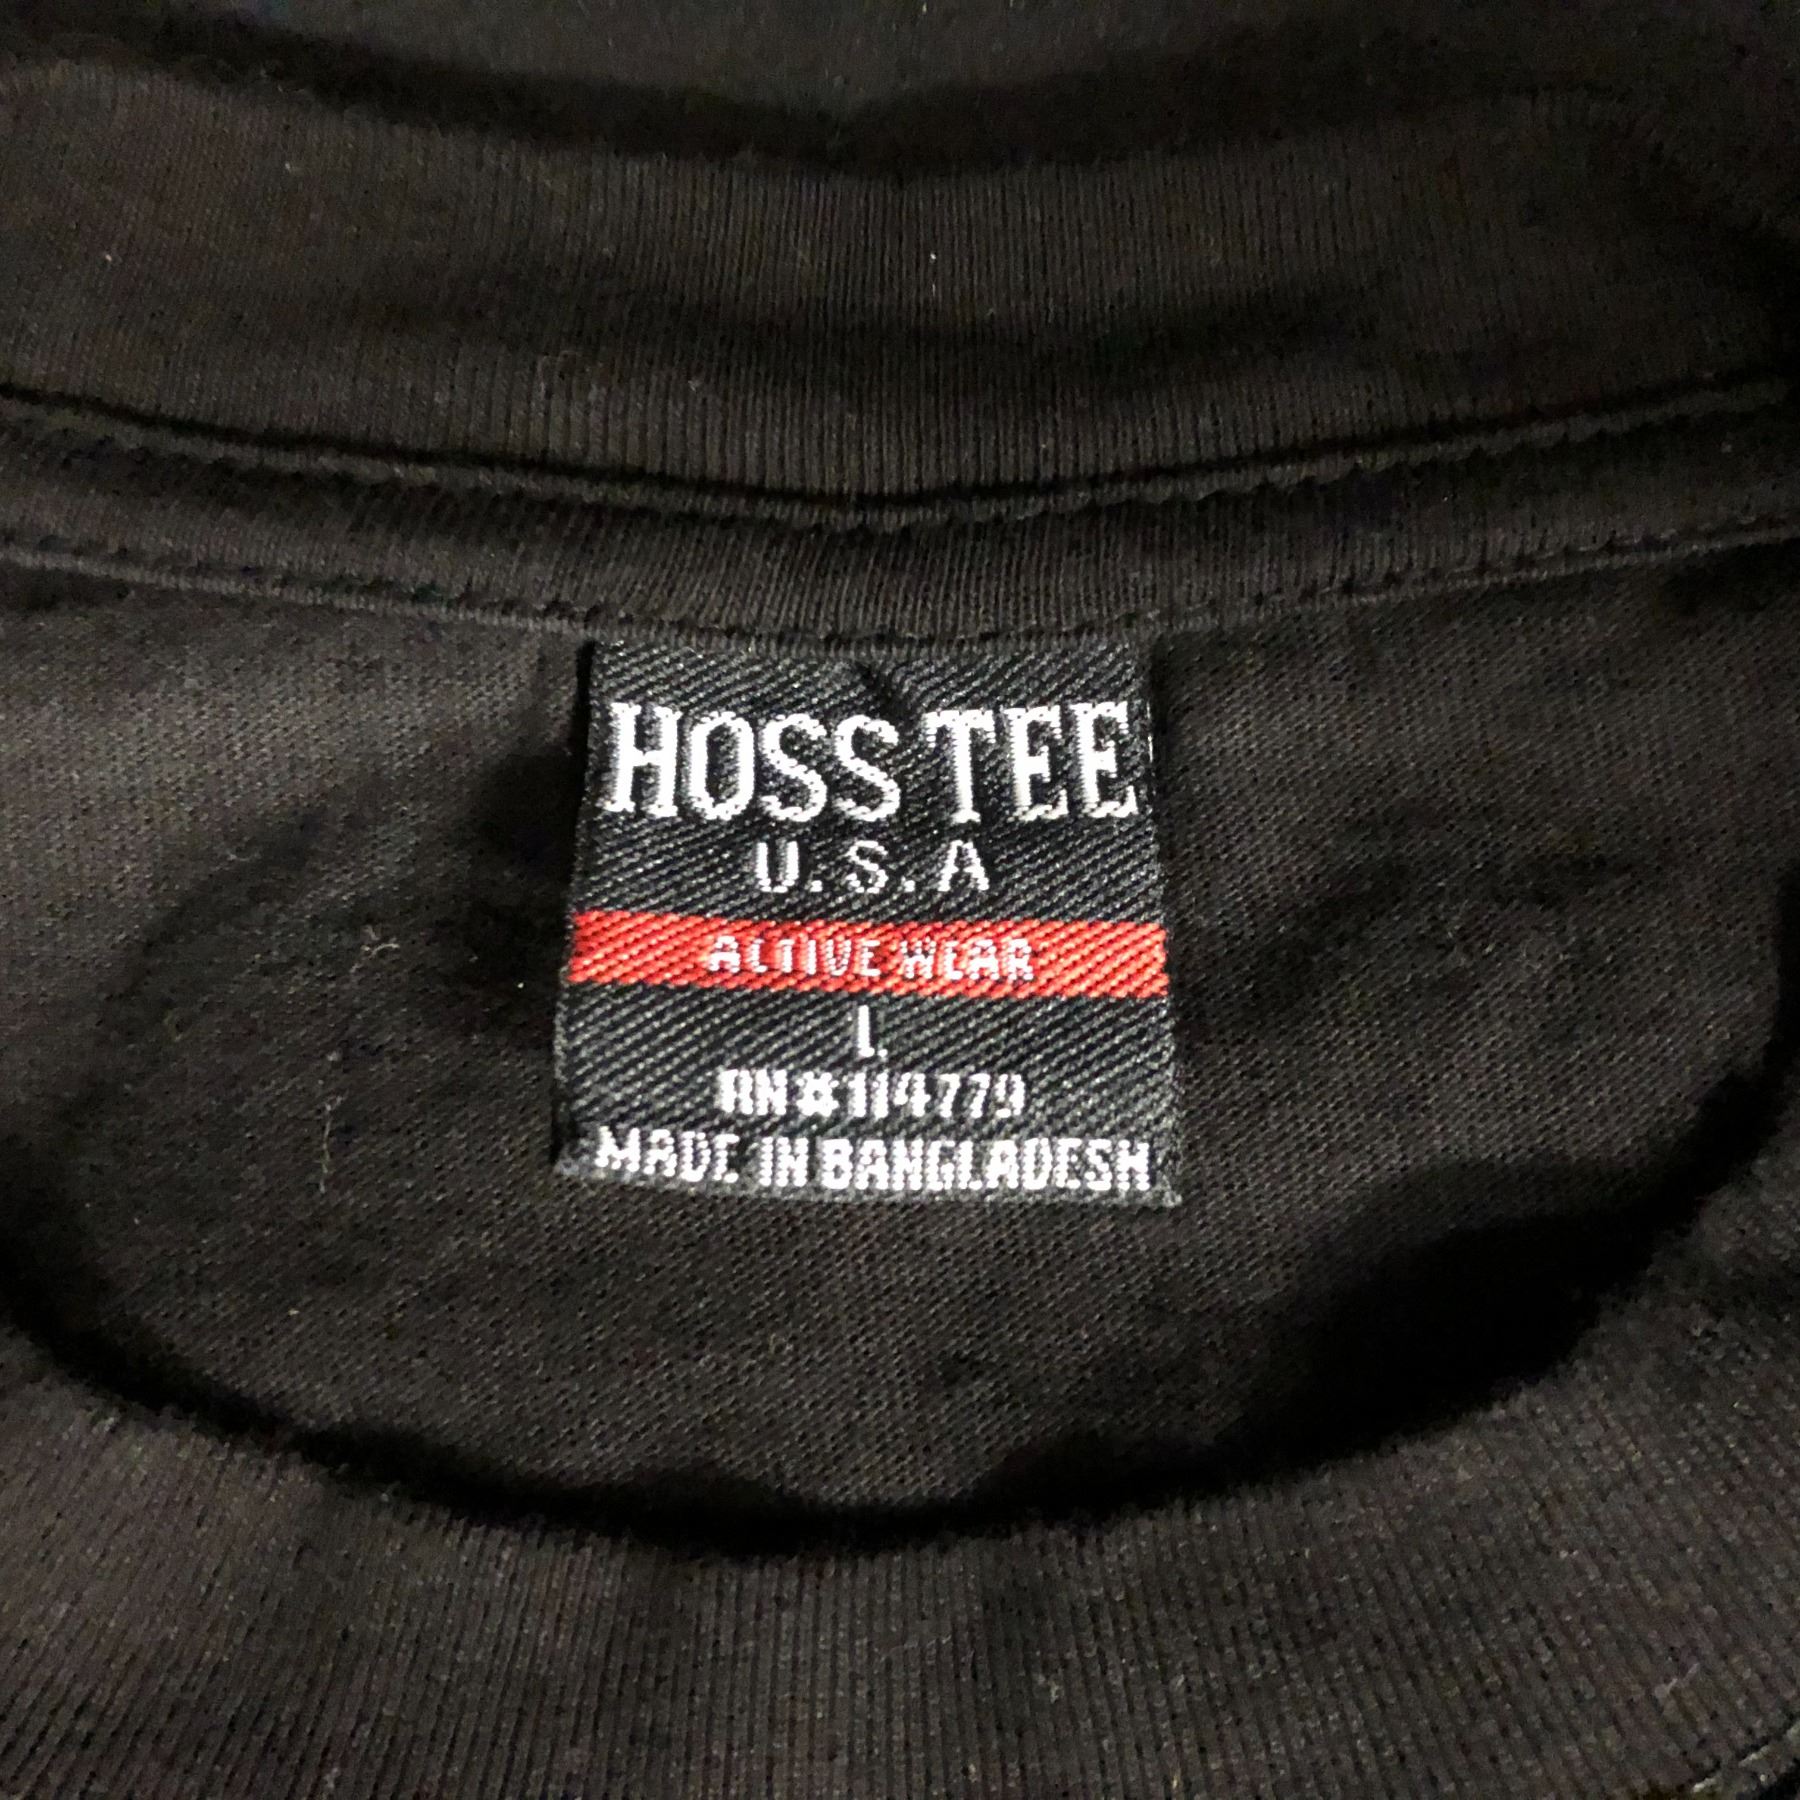 HOSS TEE
U.S.A
ACTIVE WEAR
L
RN#114779
MADE IN BANGLADESH